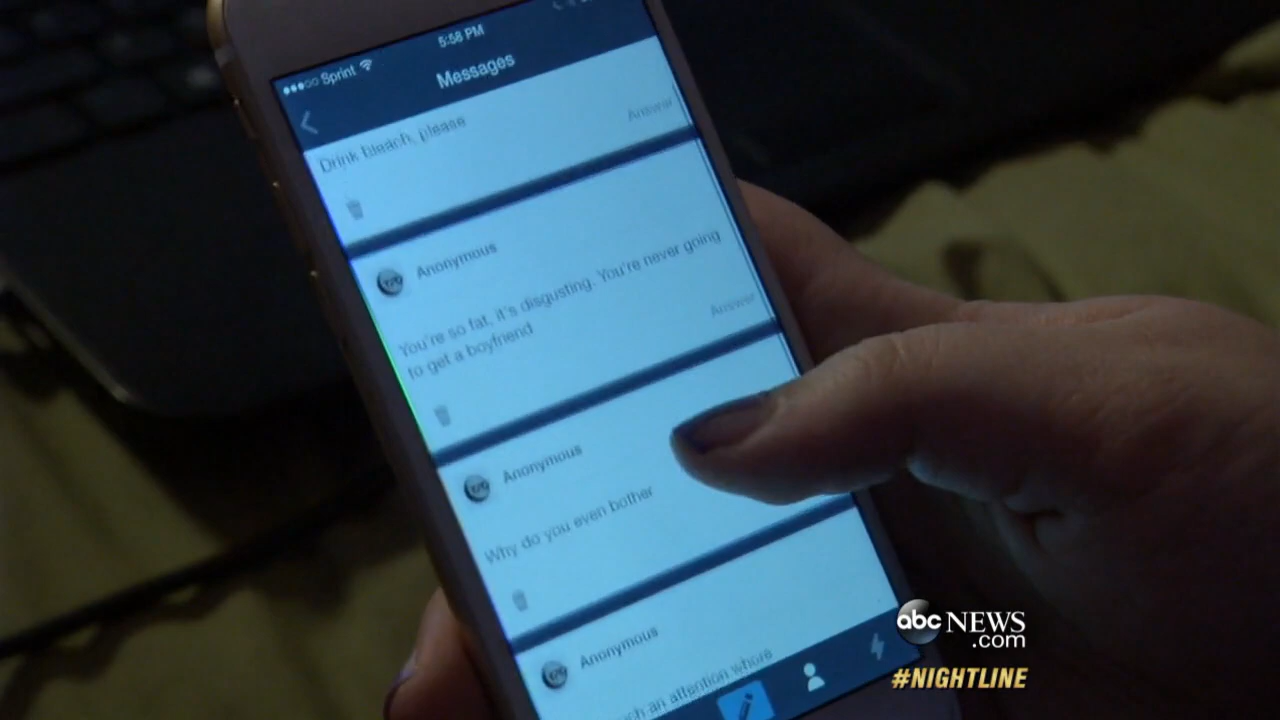 5:58 PM
Sprint
Messages
Drink bleach, please
Answer
Anonymous
You're so fat, it's disgusting. You're never going
to get a boyfriend
Answer
Anonymous
Why do you even bother
Anonymous
an attention whore
abc NEWS
.com
#NIGHTLINE